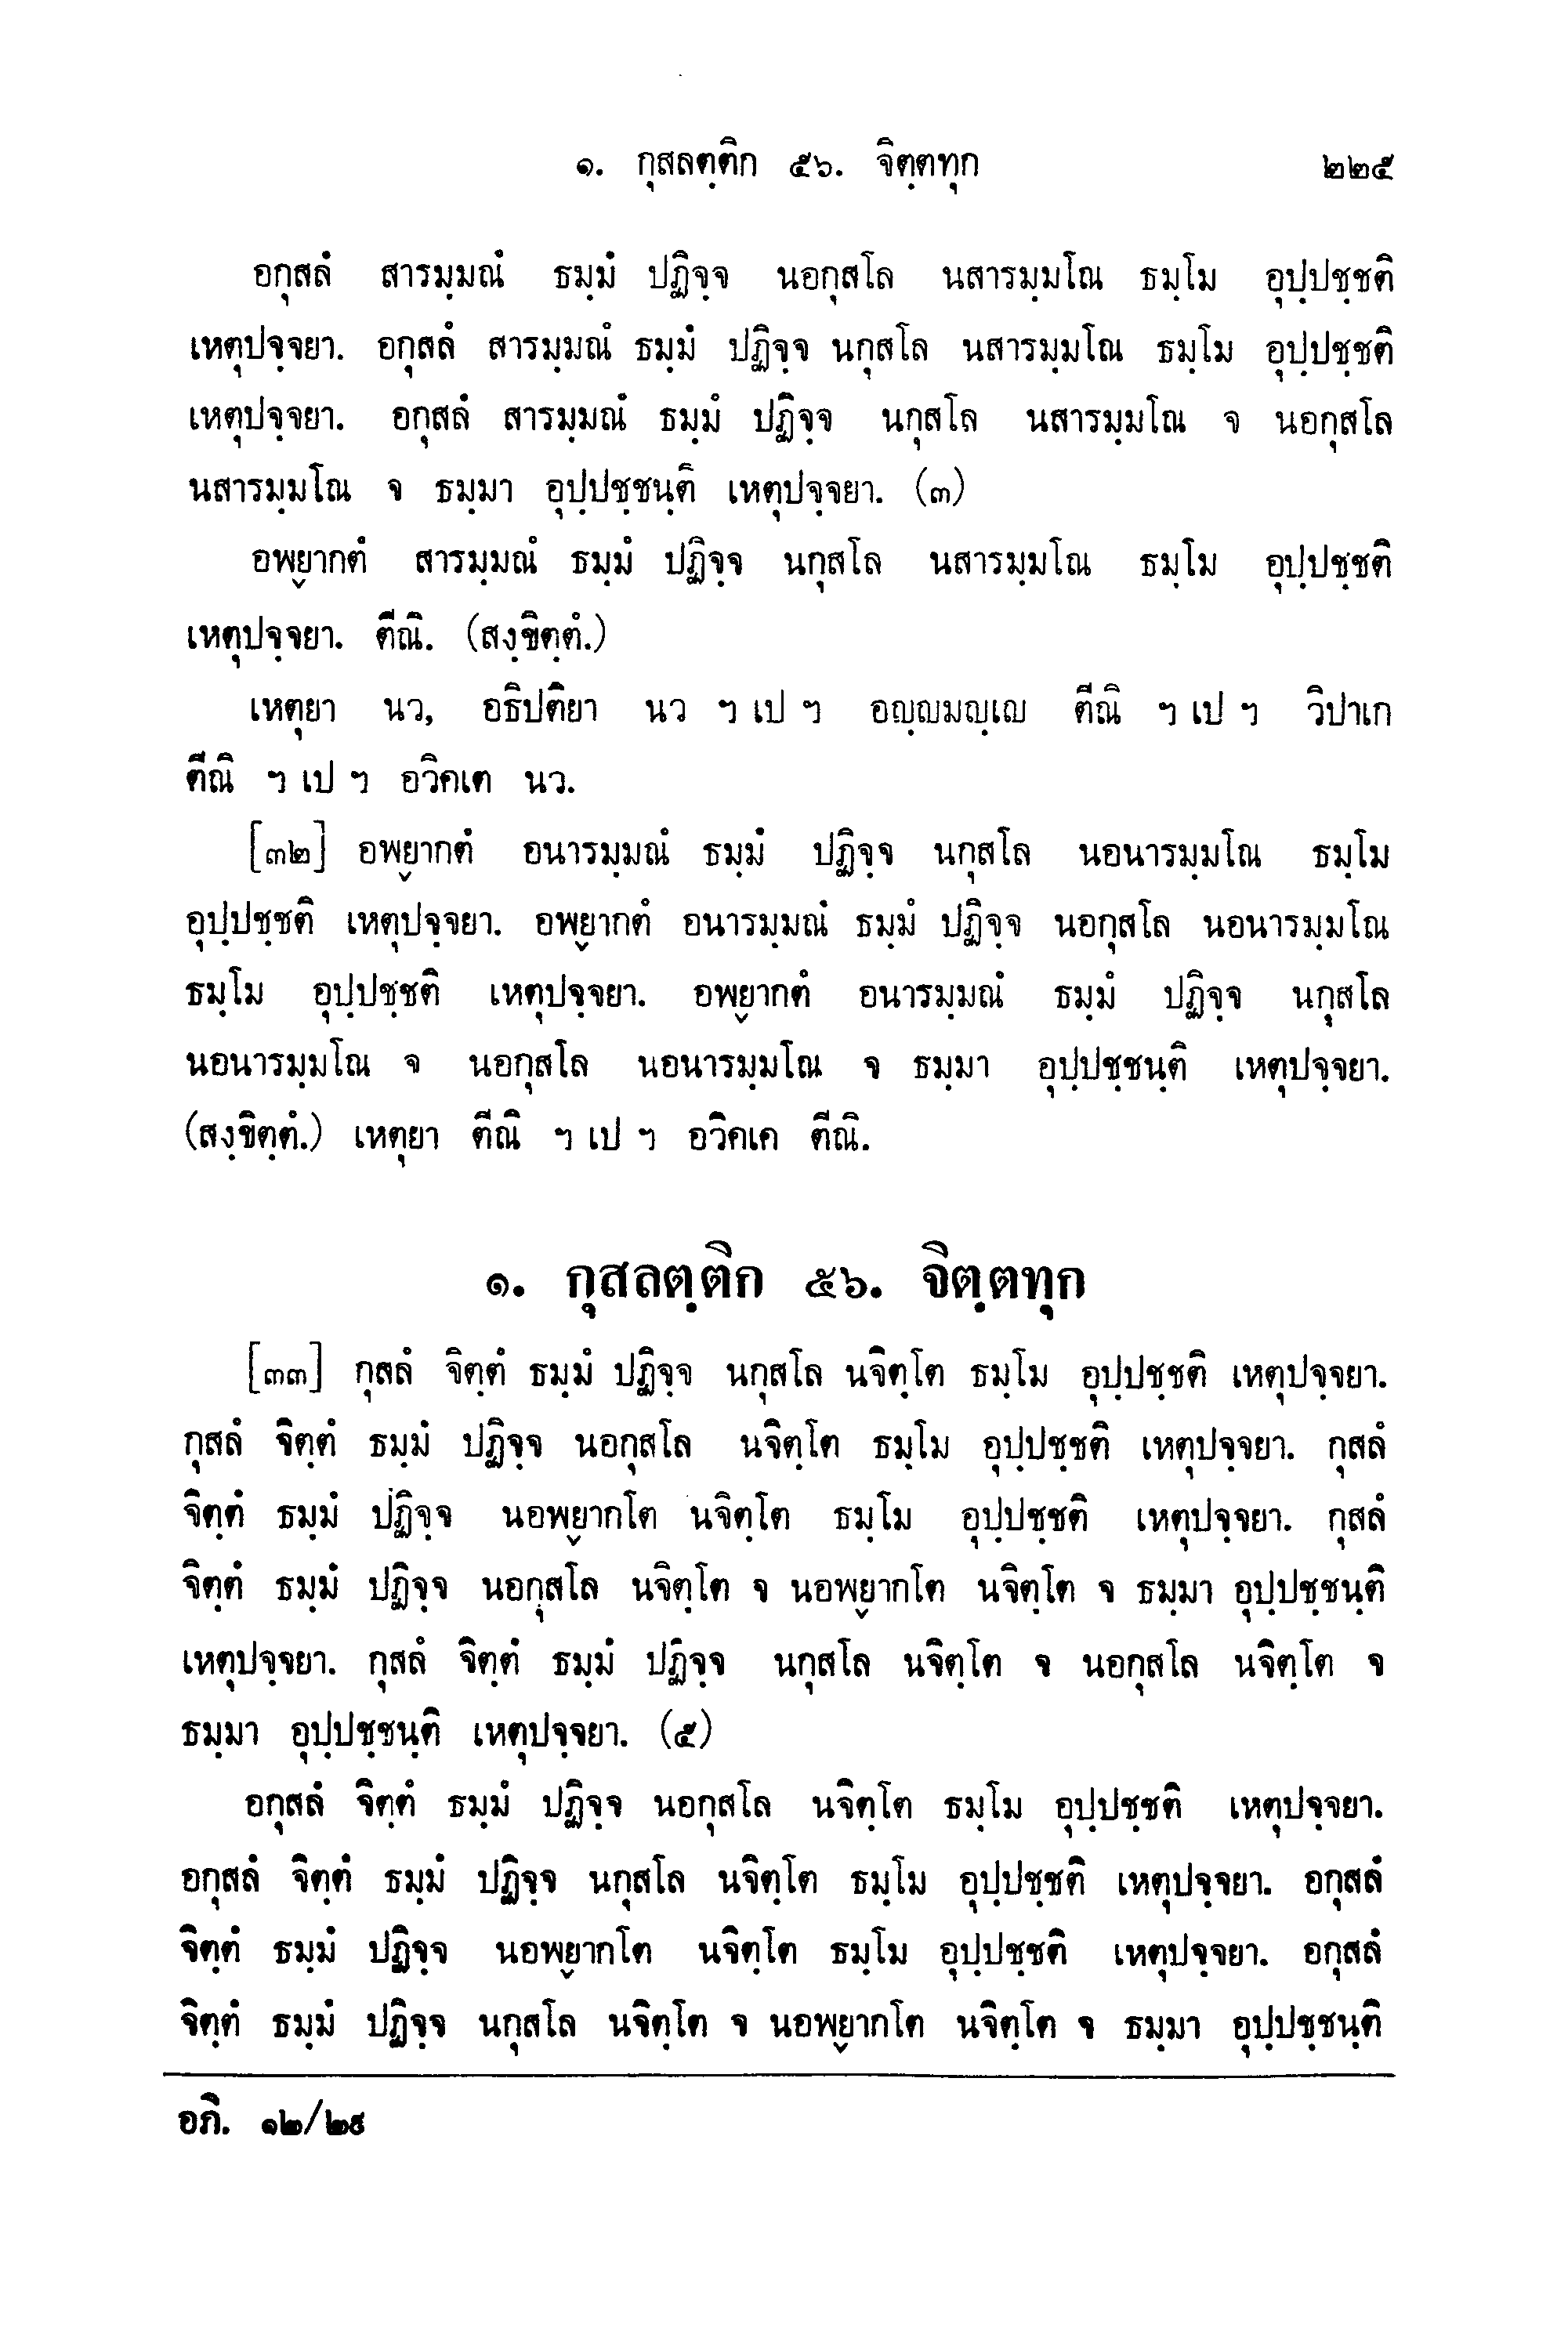 ๑. กุสลตฺติก ๕๖. จิตฺตทุก ๒๒๕
อกุสลํ สารมฺมณํ ธมฺมํ ปฏิจฺจ นอกุสโล นสารมฺมโณ ธมฺโม อุปฺปชฺชติ
เหตุปจฺจยา. อกุสลํ สารมฺมณํ ธมฺมํ ปฏิจฺจ นกุสโล นสารมฺมโณ ธมฺโม อุปฺปชฺชติ
เหตุปจฺจยา. อกุสลํ สารมฺมณํ ธมฺมํ ปฏิจฺจ นกุสโล นสารมฺมโณ จ นอกุสโล
นสารมฺมโณ จ ธมฺมา อุปฺปชฺชนฺติ เหตุปจฺจยา. (๓)
อพฺยากตํ สารมฺมณํ ธมฺมํ ปฏิจฺจ นกุสโล นสารมฺมโณ ธมฺโม อุปฺปชฺชติ
เหตุปจฺจยา. ตีณิ. (สงฺขิตฺตํ.)
เหตุยา นว, อธิปติยา นว ฯ เป ฯ อญฺญมญฺเญ ตีณิ ฯ เป ฯ วิปาเก
ตีณิ ฯ เป ฯ อวิคเต นว.
[๓๒] อพฺยากตํ อนารมฺมณํ ธมฺมํ ปฏิจฺจ นกุสโล นอนารมฺมโณ ธมฺโม
อุปฺปชฺชติ เหตุปจฺจยา. อพฺยากตํ อนารมฺมณํ ธมฺมํ ปฏิจฺจ นอกุสโล นอนารมฺมโณ
ธมฺโม อุปฺปชฺชติ เหตุปจฺจยา. อพฺยากตํ อนารมฺมณํ ธมฺมํ ปฏิจฺจ นกุสโล
นอนารมฺมโณ จ นอกุสโล นอนารมฺมโณ จ ธมฺมา อุปฺปชฺชนฺติ เหตุปจฺจยา.
(สงฺขิตฺตํ.) เหตุยา ตีณิ ฯ เป ฯ อวิคเค ตีณิ.
๑. กุสลตฺติก ๕๖. จิตฺตทุก
[๓๓] กุสลํ จิตฺตํ ธมฺมํ ปฏิจฺจ นกุสโล นจิตฺโต ธมฺโม อุปฺปชฺชติ เหตุปจฺจยา.
กุสลํ จิตฺตํ ธมฺมํ ปฏิจฺจ นอกุสโล นจิตฺโต ธมฺโม อุปฺปชฺชติ เหตุปจฺจยา. กุสลํ
จิตฺตํ ธมฺมํ ปฏิจฺจ นอพฺยากโต นจิตฺโต ธมฺโม อุปฺปชฺชติ เหตุปจฺจยา. กุสลํ
จิตฺตํ ธมฺมํ ปฏิจฺจ นอกุสโล นจิตฺโต จ นอพฺยากโต นจิตฺโต จ ธมฺมา อุปฺปชฺชนฺติ
เหตุปจฺจยา. กุสลํ จิตฺตํ ธมฺมํ ปฏิจฺจ นกุสโล นจิตฺโต จ นอกุสโล นจิตฺโต จ
ธมฺมา อุปฺปชฺชนฺติ เหตุปจฺจยา. (๕)
อกุสลํ จิตฺตํ ธมฺมํ ปฏิจฺจ นอกุสโล นจิตฺโต ธมฺโม อุปฺปชฺชติ เหตุปจฺจยา.
อกุสลํ จิตฺตํ ธมฺมํ ปฏิจฺจ นกุสโล นจิตฺโต ธมฺโม อุปฺปชฺชติ เหตุปจฺจยา. อกุสลํ
จิตฺตํ ธมฺมํ ปฏิจฺจ นอพฺยากโต นจิตฺโต ธมฺโม อุปฺปชฺชติ เหตุปจฺจยา. อกุสลํ
จิตฺตํ ธมฺมํ ปฏิจฺจ นกุสโล นจิตฺโต จ นอพฺยากโต นจิตฺโต จ ธมฺมา อุปฺปชฺชนฺติ
อภิ. ๑๒/๒๙